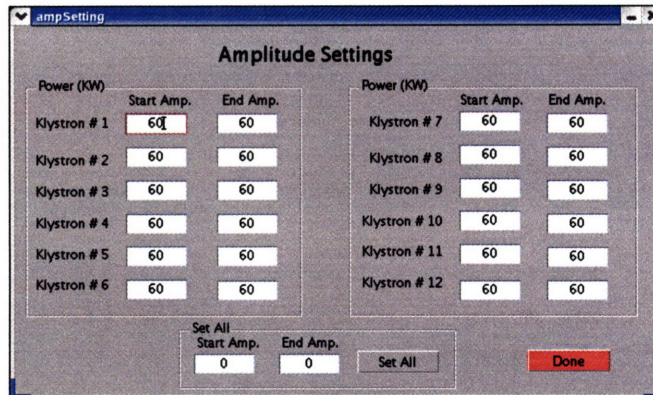 ampSetting
Amplitude Settings
Power (KW)
Start Amp. End Amp.
Klystron # 1 60 60
Klystron # 2 60 60
Klystron # 3 60 60
Klystron # 4 60 60
Klystron # 5 60 60
Klystron # 6 60 60
Power (KW)
Start Amp. End Amp.
Klystron # 7 60 60
Klystron # 8 60 60
Klystron # 9 60 60
Klystron # 10 60 60
Klystron # 11 60 60
Klystron # 12 60 60
Set All
Start Amp. End Amp.
0 0 Set All
Done